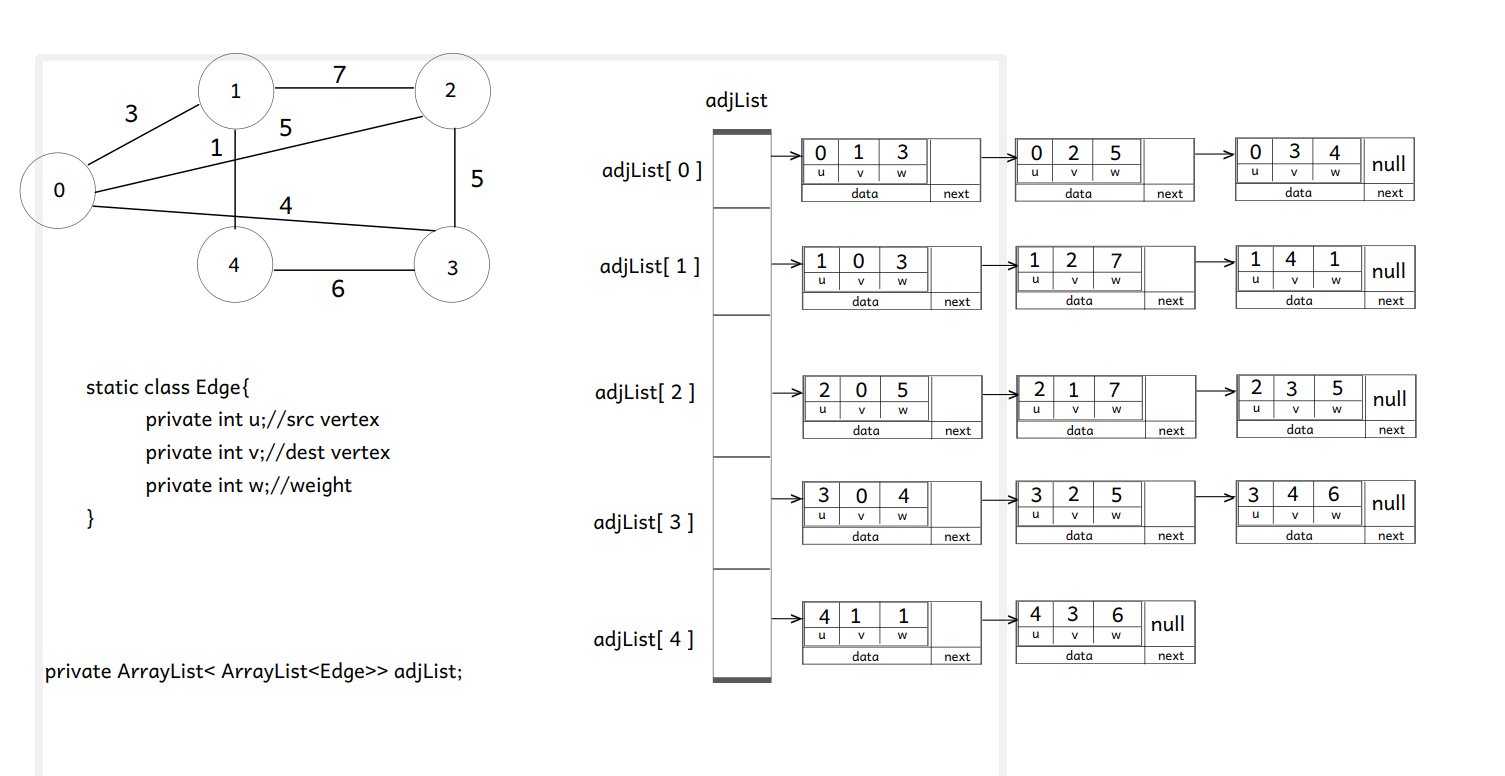 1
7
2
3
1
5
0
5
4
4
3
6
static class Edge{
private int u;//src vertex
private int v;//dest vertex
private int w;//weight
}
private ArrayList< ArrayList<Edge>> adjList;
adjList
adjList[ 0 ]
0 1 3
u v w
data next
0 2 5
u v w
data next
0 3 4 null
u v w
data next
adjList[ 1 ]
1 0 3
u v w
data next
1 2 7
u v w
data next
1 4 1 null
u v w
data next
adjList[ 2 ]
2 0 5
u v w
data next
2 1 7
u v w
data next
2 3 5 null
u v w
data next
adjList[ 3 ]
3 0 4
u v w
data next
3 2 5
u v w
data next
3 4 6 null
u v w
data next
adjList[ 4 ]
4 1 1
u v w
data next
4 3 6 null
u v w
data next